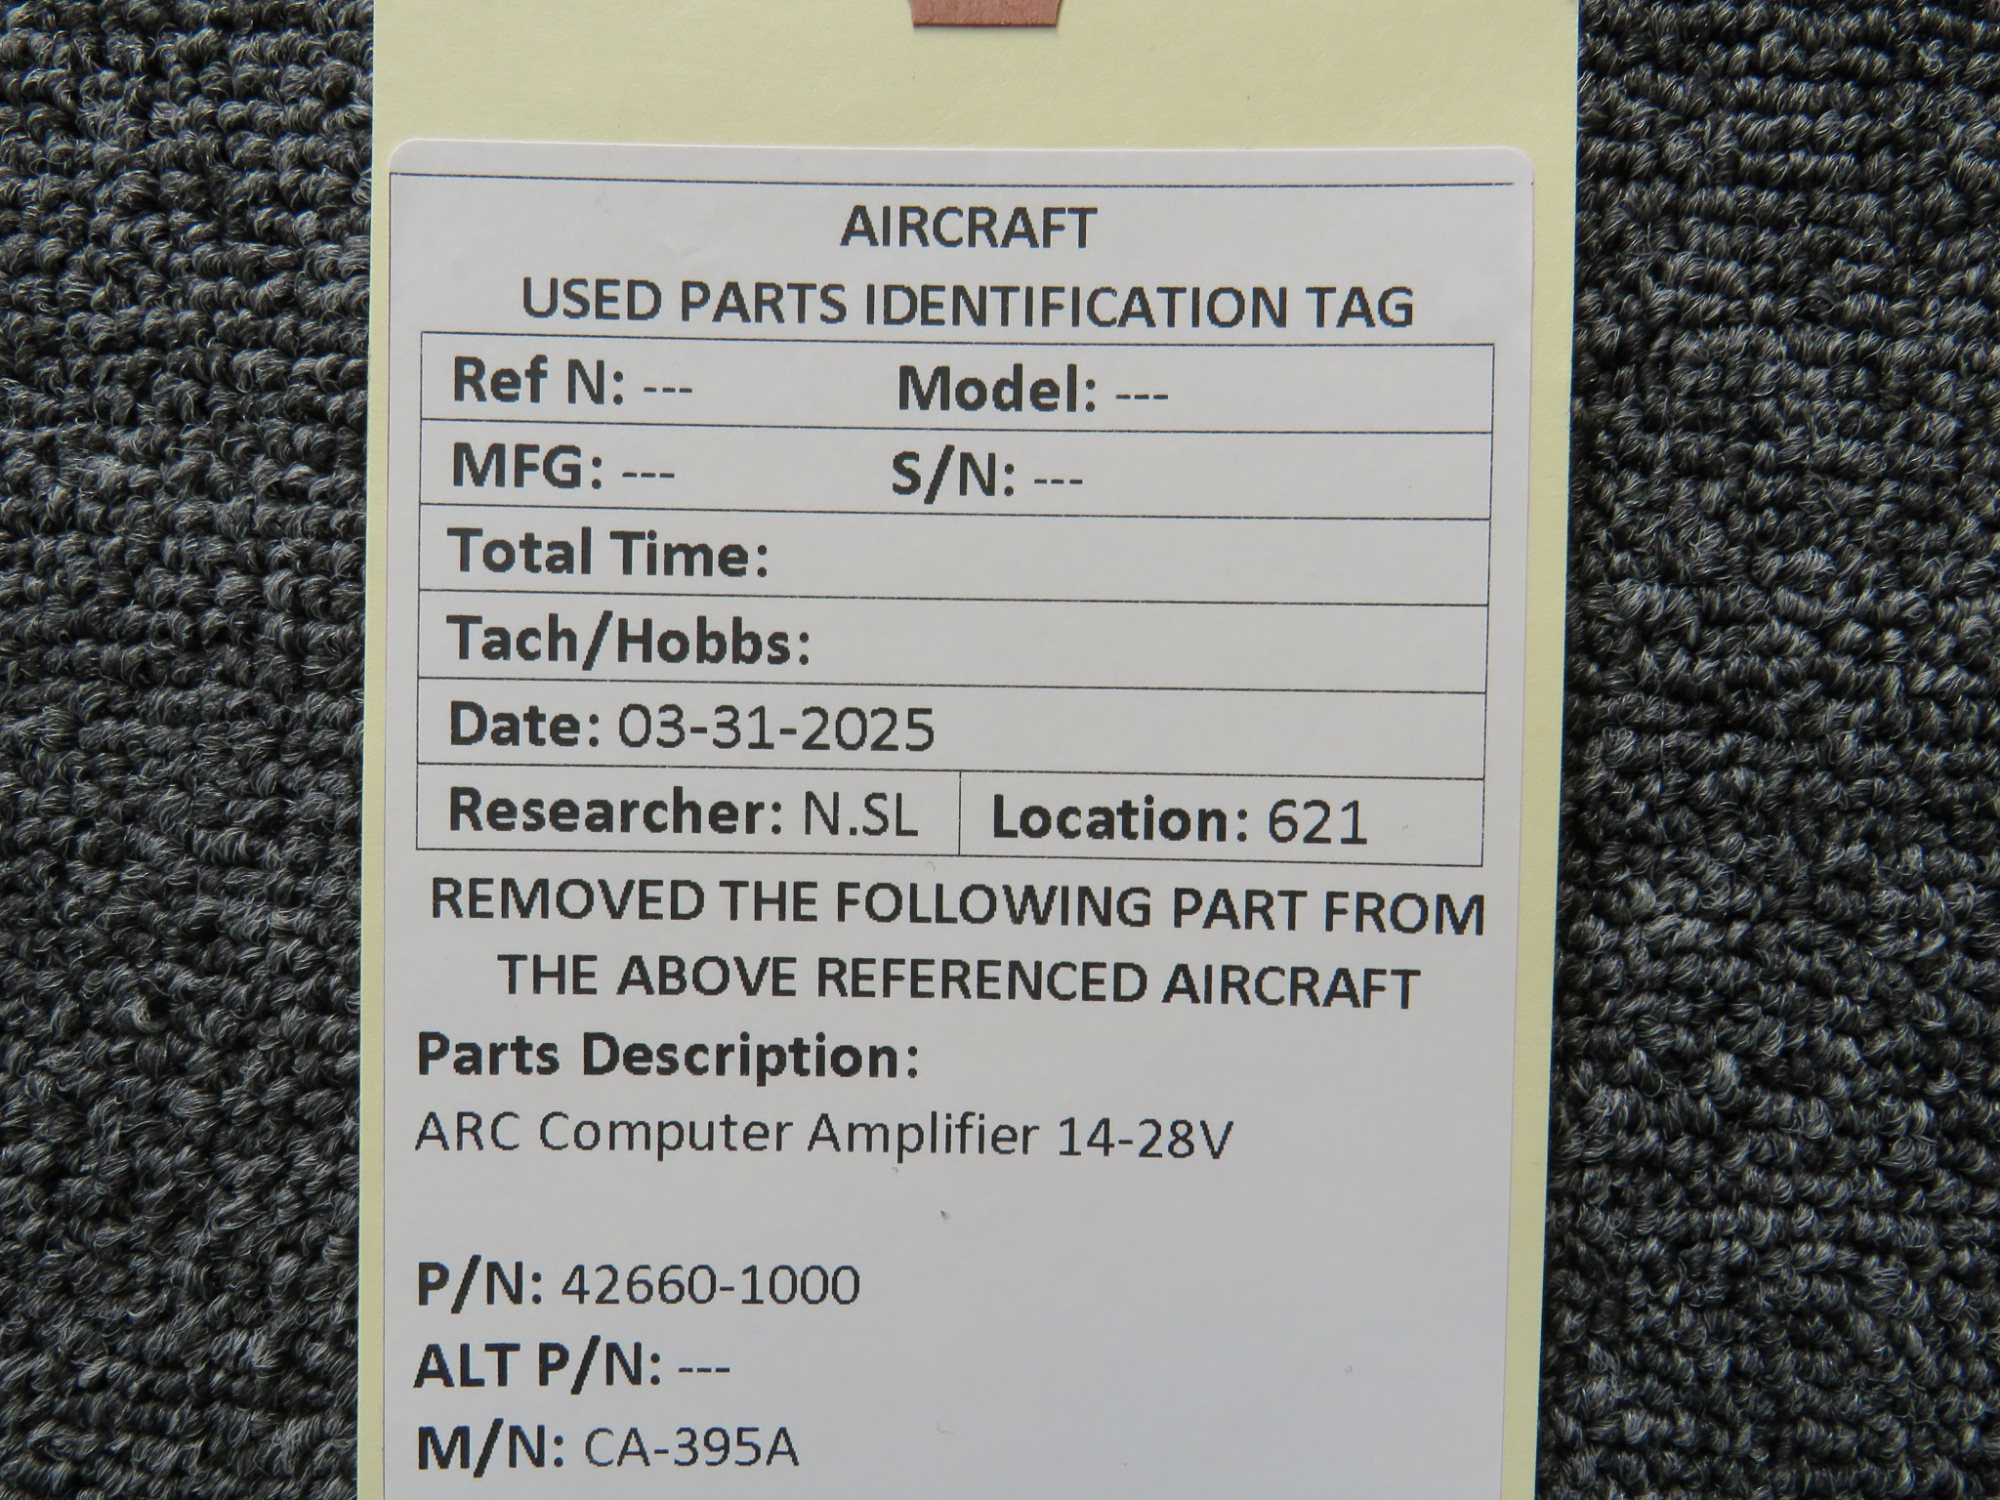 AIRCRAFT
USED PARTS IDENTIFICATION TAG
Ref N: --- Model: ---
MFG: --- S/N: ---
Total Time:
Tach/Hobbs:
Date: 03-31-2025
Researcher: N.SL Location: 621
REMOVED THE FOLLOWING PART FROM
THE ABOVE REFERENCED AIRCRAFT
Parts Description:
ARC Computer Amplifier 14-28V
P/N: 42660-1000
ALT P/N: ---
M/N: CA-395A